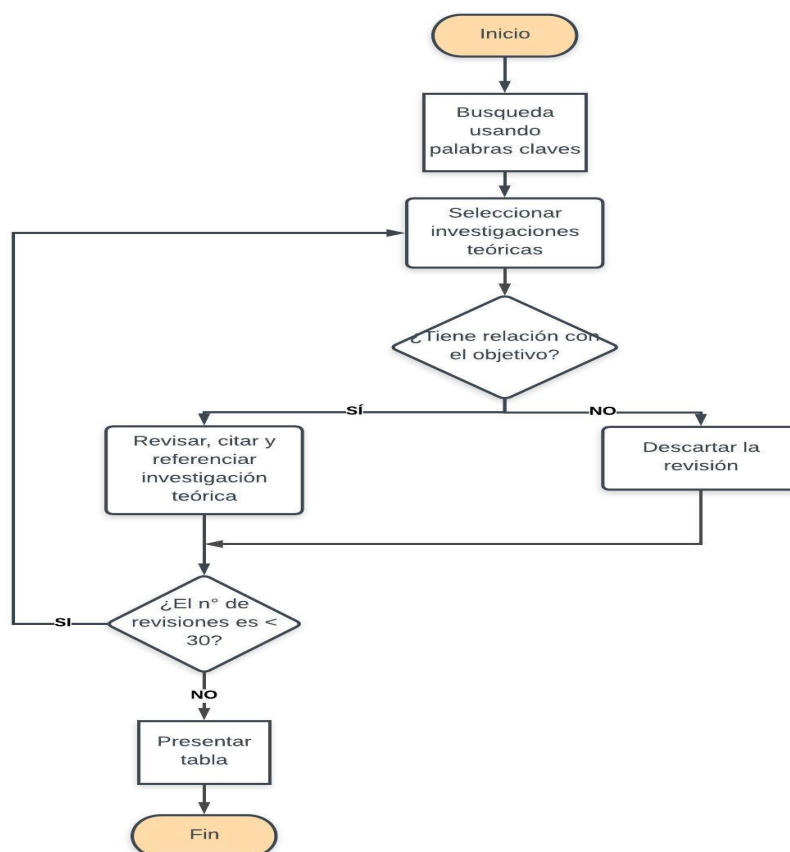 Inicio
Busqueda
usando
palabras claves
Seleccionar
investigaciones
teóricas
¿Tiene relación con
el objetivo?
SÍ
NO
Revisar, citar y
referenciar
investigación
teórica
Descartar la
revisión
¿El n° de
revisiones es <
30?
SI
NO
Presentar
tabla
Fin